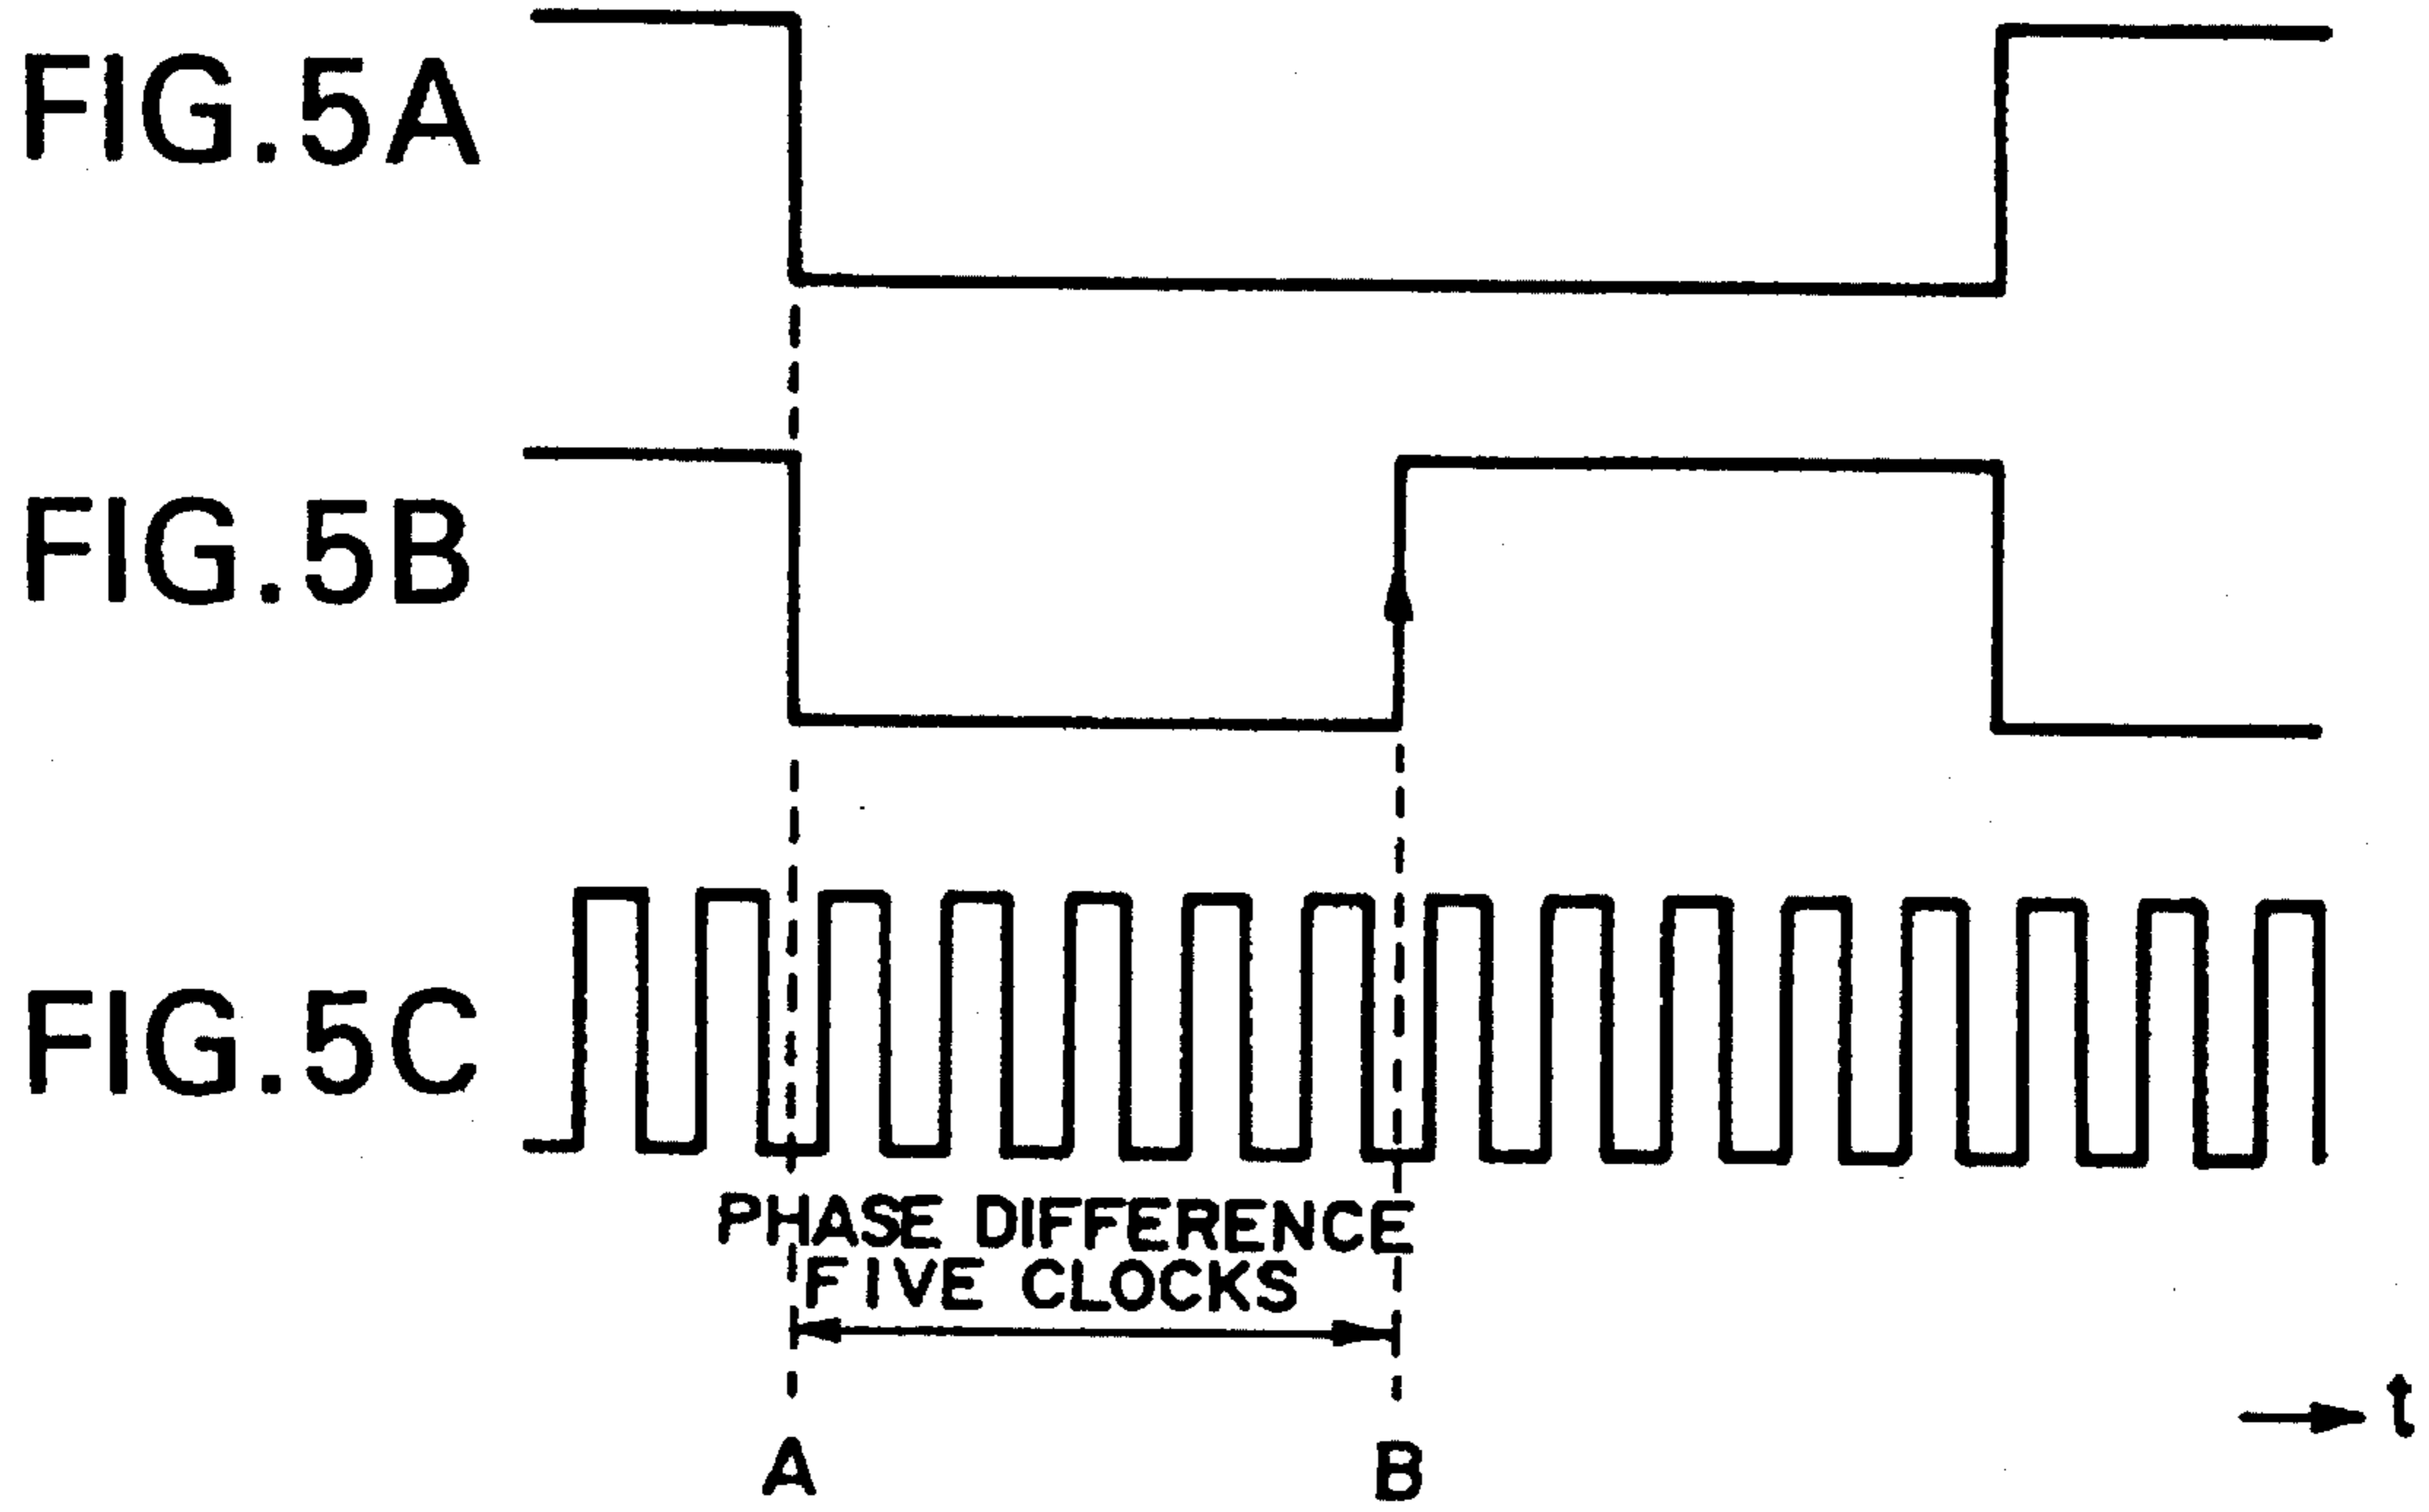 FIG.5A
FIG.5B
FIG.5C
PHASE DIFFERENCE
FIVE CLOCKS
A
B
t